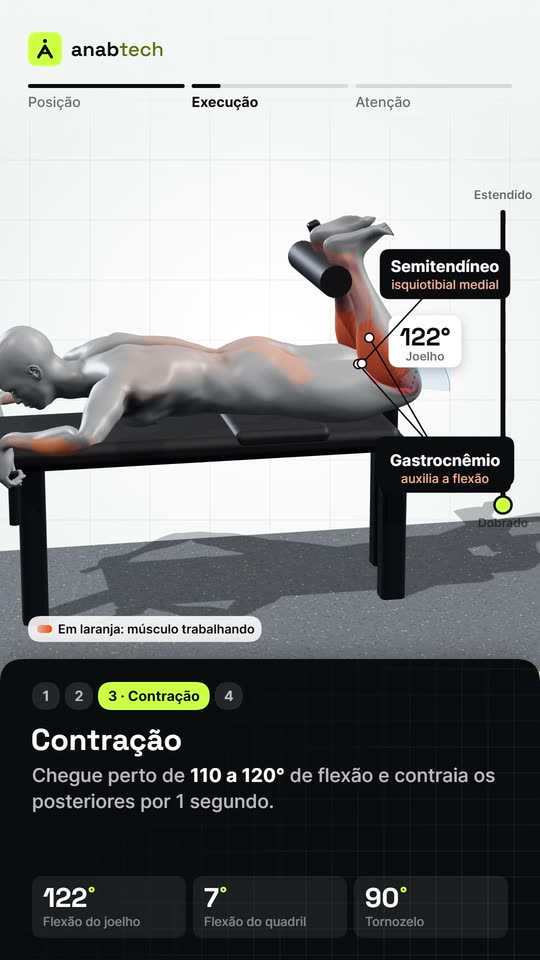 anabtech
Posição
Execução
Atenção
Estendido
Semitendíneo
isquiotibial medial
122°
Joelho
Gastrocnêmio
auxilia a flexão
Dobrado
Em laranja: músculo trabalhando
1
2
3 · Contração
4
Contração
Chegue perto de 110 a 120° de flexão e contraia os
posteriores por 1 segundo.
122°
Flexão do joelho
7°
Flexão do quadril
90°
Tornozelo